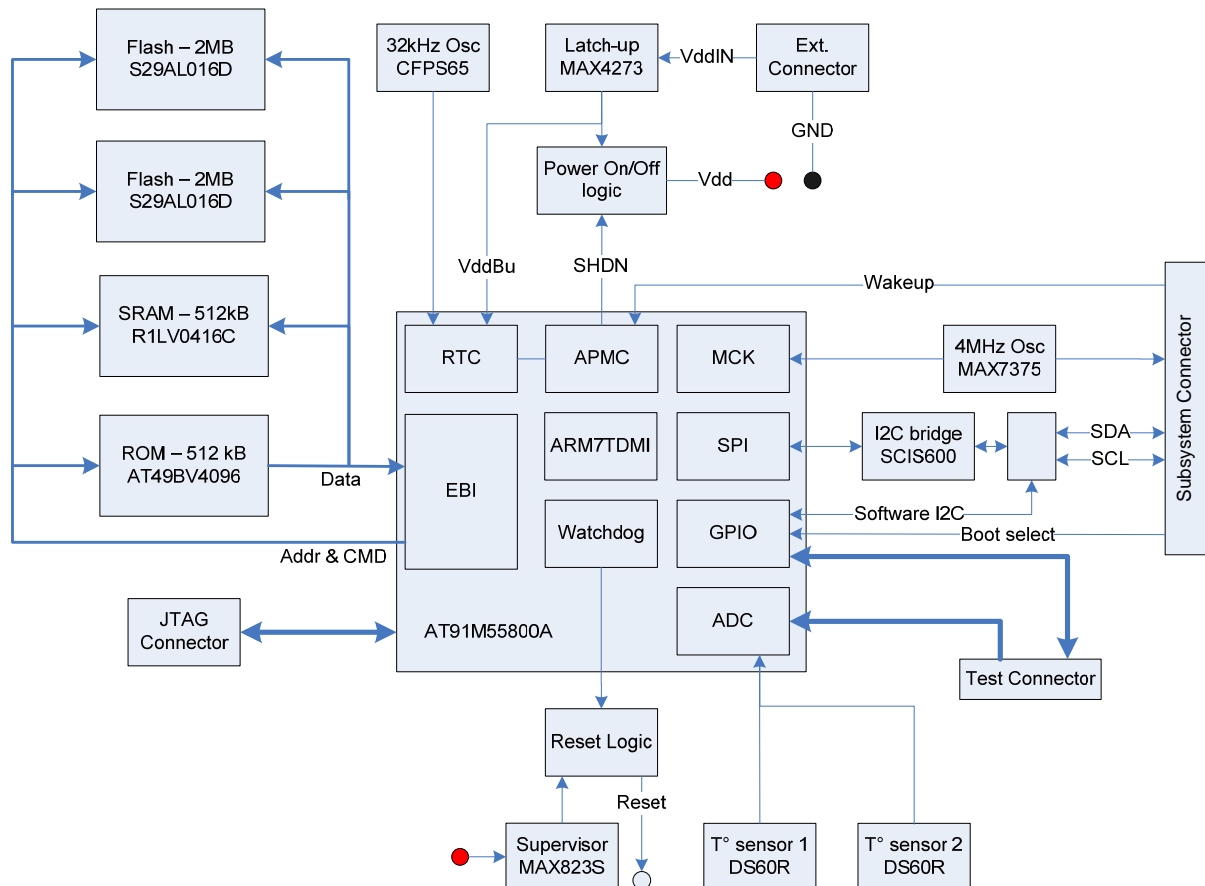 Flash – 2MB
S29AL016D
32kHz Osc
CFPS65
Latch-up
MAX4273
VddIN
Ext.
Connector
GND
Flash – 2MB
S29AL016D
Power On/Off
logic
Vdd
VddBu
SHDN
Wakeup
SRAM – 512kB
R1LV0416C
RTC
APMC
MCK
4MHz Osc
MAX7375
Subsystem Connector
ROM – 512 kB
AT49BV4096
Data
EBI
ARM7TDMI
SPI
I2C bridge
SCIS600
SDA
SCL
Watchdog
GPIO
Software I2C
Boot select
Addr & CMD
JTAG
Connector
AT91M55800A
ADC
Test Connector
Reset Logic
Reset
Supervisor
MAX823S
T° sensor 1
DS60R
T° sensor 2
DS60R